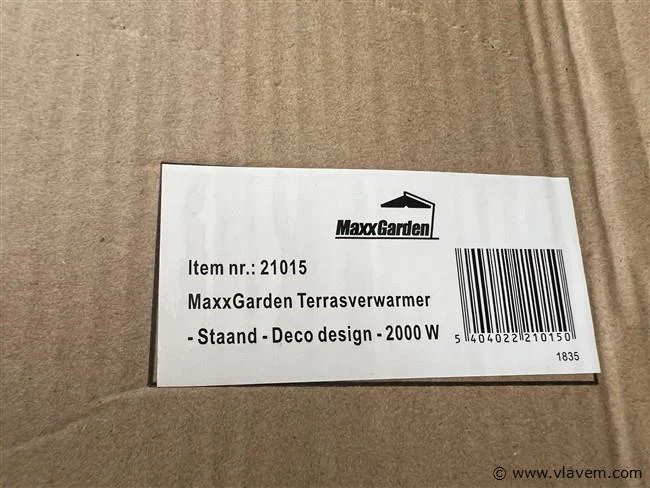 MaxxGarden
Item nr.: 21015
MaxxGarden Terrasverwarmer
- Staand - Deco design - 2000 W
5 404022 210150
1835
© www.vlavem.com